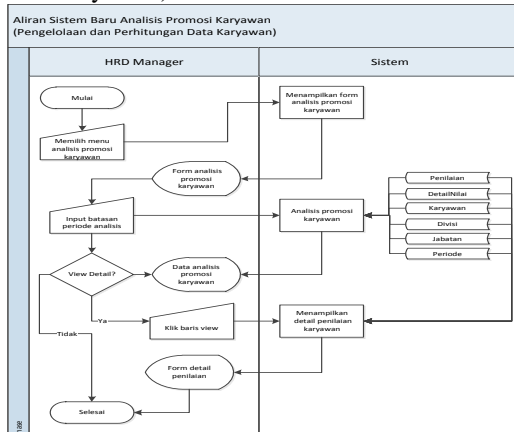 Aliran Sistem Baru Analisis Promosi Karyawan
(Pengelolaan dan Perhitungan Data Karyawan)
HRD Manager
Sistem
Mulai
Menampilkan form
analisis promosi
karyawan
Memilih menu
analisis promosi
karyawan
Form analisis
promosi
karyawan
Penilaian
DetailNilai
Karyawan
Divisi
Jabatan
Periode
Input batasan
periode analisis
Analisis promosi
karyawan
View Detail?
Data analisis
promosi
karyawan
Ya
Klik baris view
Menampilkan
detail penilaian
karyawan
Tidak
Form detail
penilaian
Selesai